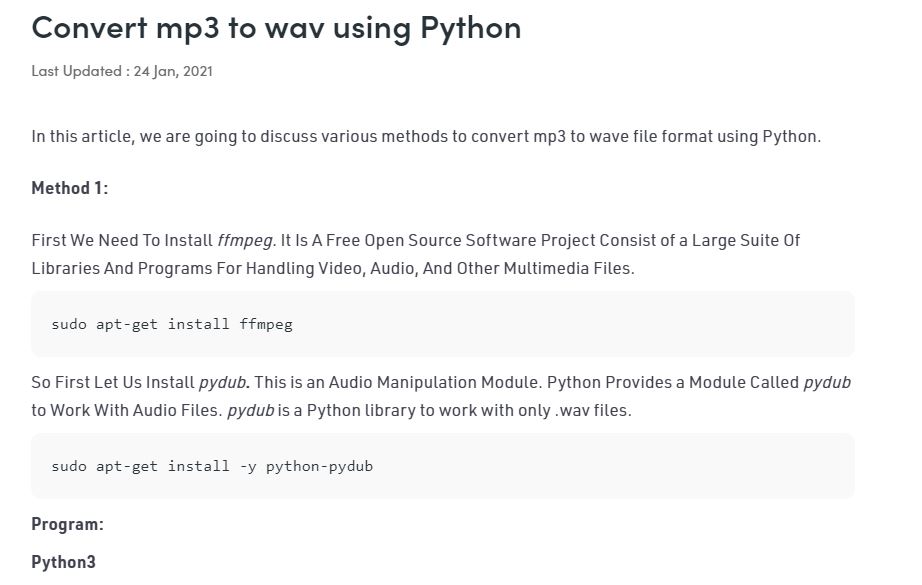 Convert mp3 to wav using Python
Last Updated : 24 Jan, 2021
In this article, we are going to discuss various methods to convert mp3 to wave file format using Python.
Method 1:
First We Need To Install ffmpeg. It Is A Free Open Source Software Project Consist of a Large Suite Of
Libraries And Programs For Handling Video, Audio, And Other Multimedia Files.
sudo apt-get install ffmpeg
So First Let Us Install pydub. This is an Audio Manipulation Module. Python Provides a Module Called pydub
to Work With Audio Files. pydub is a Python library to work with only .wav files.
sudo apt-get install -y python-pydub
Program:
Python3